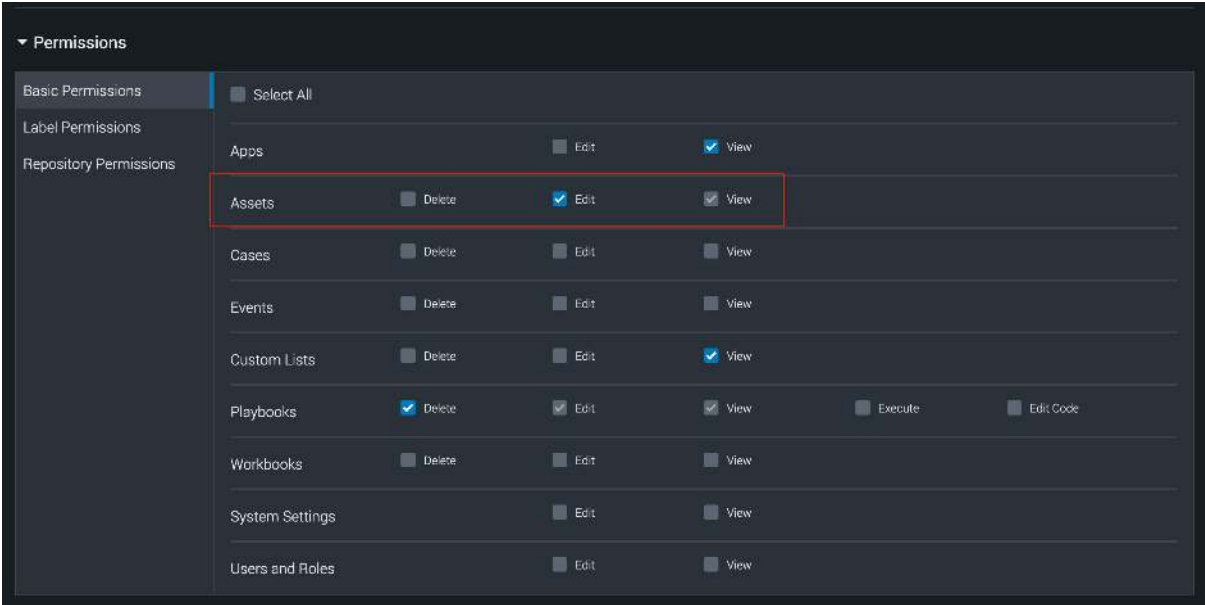 Permissions
Basic Permissions
Label Permissions
Repository Permissions
Select All
Apps Edit View
Assets Delete Edit View
Cases Delete Edit View
Events Delete Edit View
Custom Lists Delete Edit View
Playbooks Delete Edit View Execute Edit Code
Workbooks Delete Edit View
System Settings Edit View
Users and Roles Edit View